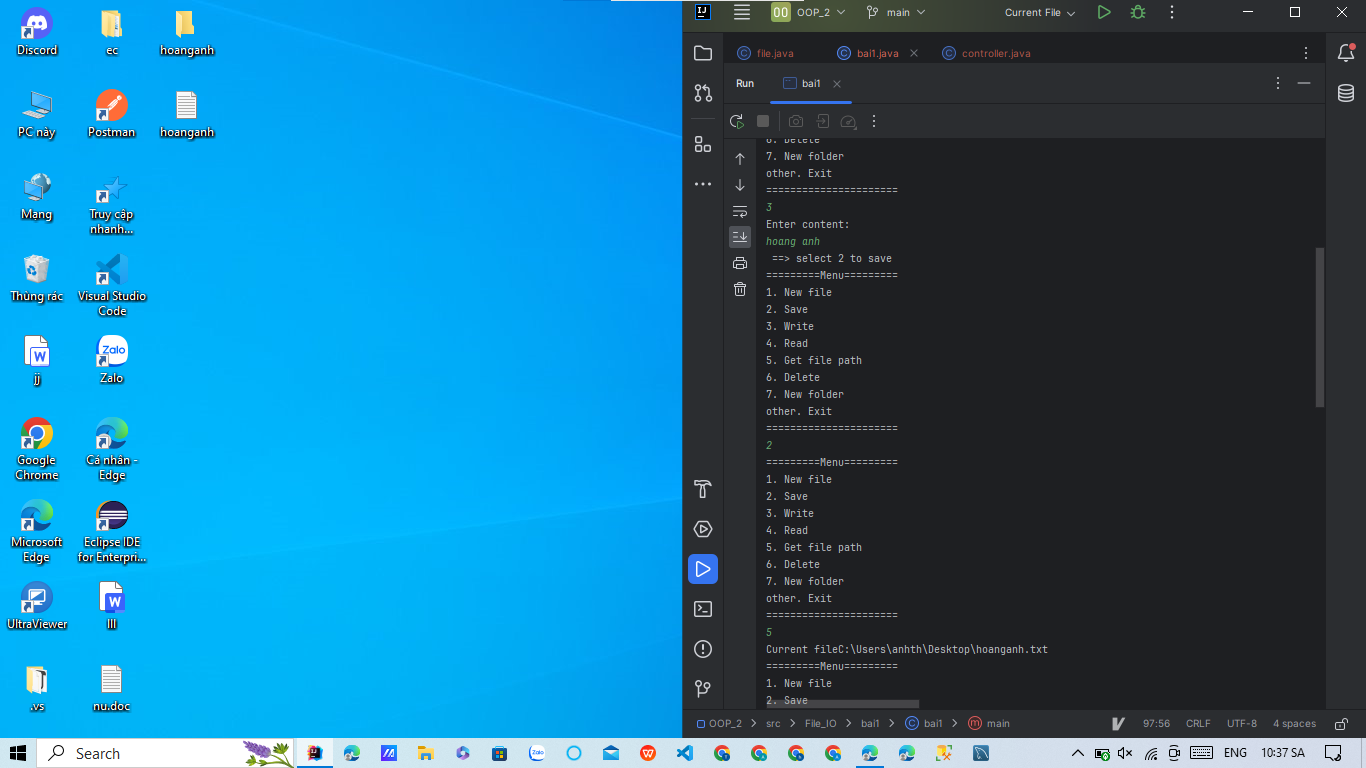 Discord
ec
hoanganh
PC này
Postman
hoanganh
Mạng
Truy cập
nhanh...
Thùng rác
Visual Studio
Code
jj
Zalo
Google
Chrome
Cá nhân -
Edge
Microsoft
Edge
Eclipse IDE
for Enterpri...
UltraViewer
lll
.vs
nu.doc
OOP_2
main
Current File
file.java
bai1.java
controller.java
Run
bai1
6. Delete
7. New folder
other. Exit
======================
3
Enter content:
hoang anh
==> select 2 to save
=========Menu=========
1. New file
2. Save
3. Write
4. Read
5. Get file path
6. Delete
7. New folder
other. Exit
======================
2
=========Menu=========
1. New file
2. Save
3. Write
4. Read
5. Get file path
6. Delete
7. New folder
other. Exit
======================
5
Current fileC:\Users\anhth\Desktop\hoanganh.txt
=========Menu=========
1. New file
2. Save
OOP_2 > src > File_IO > bai1 > bai1 > main
97:56
CRLF
UTF-8
4 spaces
Search
ENG
10:37 SA